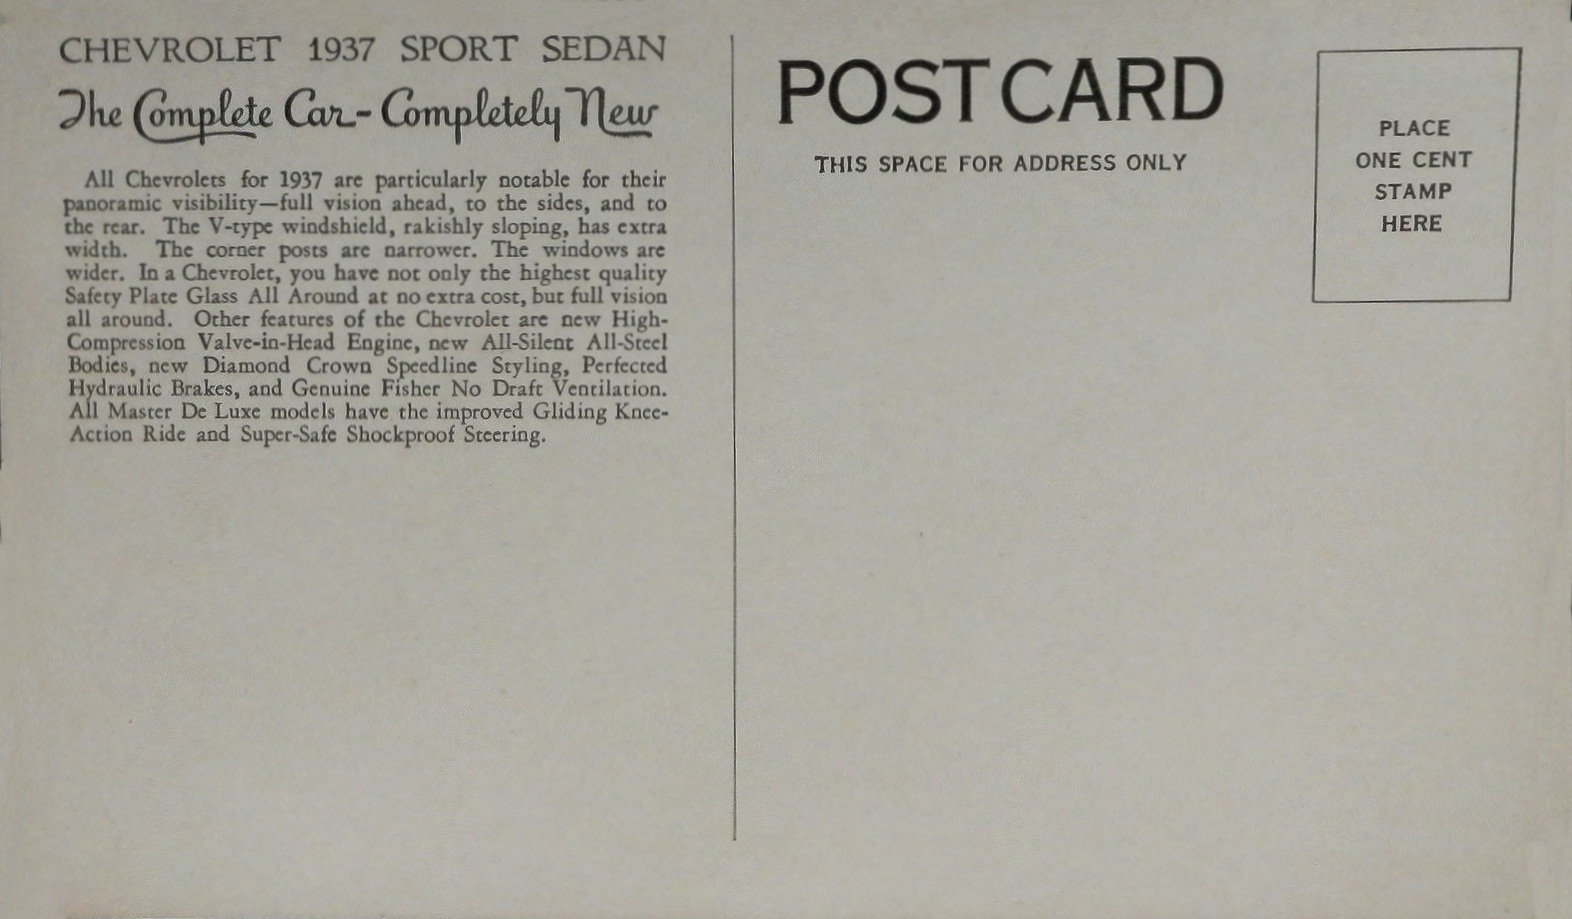 CHEVROLET 1937 SPORT SEDAN
The Complete Car-Completely New
All Chevrolets for 1937 are particularly notable for their
panoramic visibility—full vision ahead, to the sides, and to
the rear. The V-type windshield, rakishly sloping, has extra
width. The corner posts are narrower. The windows are
wider. In a Chevrolet, you have not only the highest quality
Safety Plate Glass All Around at no extra cost, but full vision
all around. Other features of the Chevrolet are new High-
Compression Valve-in-Head Engine, new All-Silent All-Steel
Bodies, new Diamond Crown Speedline Styling, Perfected
Hydraulic Brakes, and Genuine Fisher No Draft Ventilation.
All Master De Luxe models have the improved Gliding Knee-
Action Ride and Super-Safe Shockproof Steering.
POST CARD
THIS SPACE FOR ADDRESS ONLY
PLACE
ONE CENT
STAMP
HERE